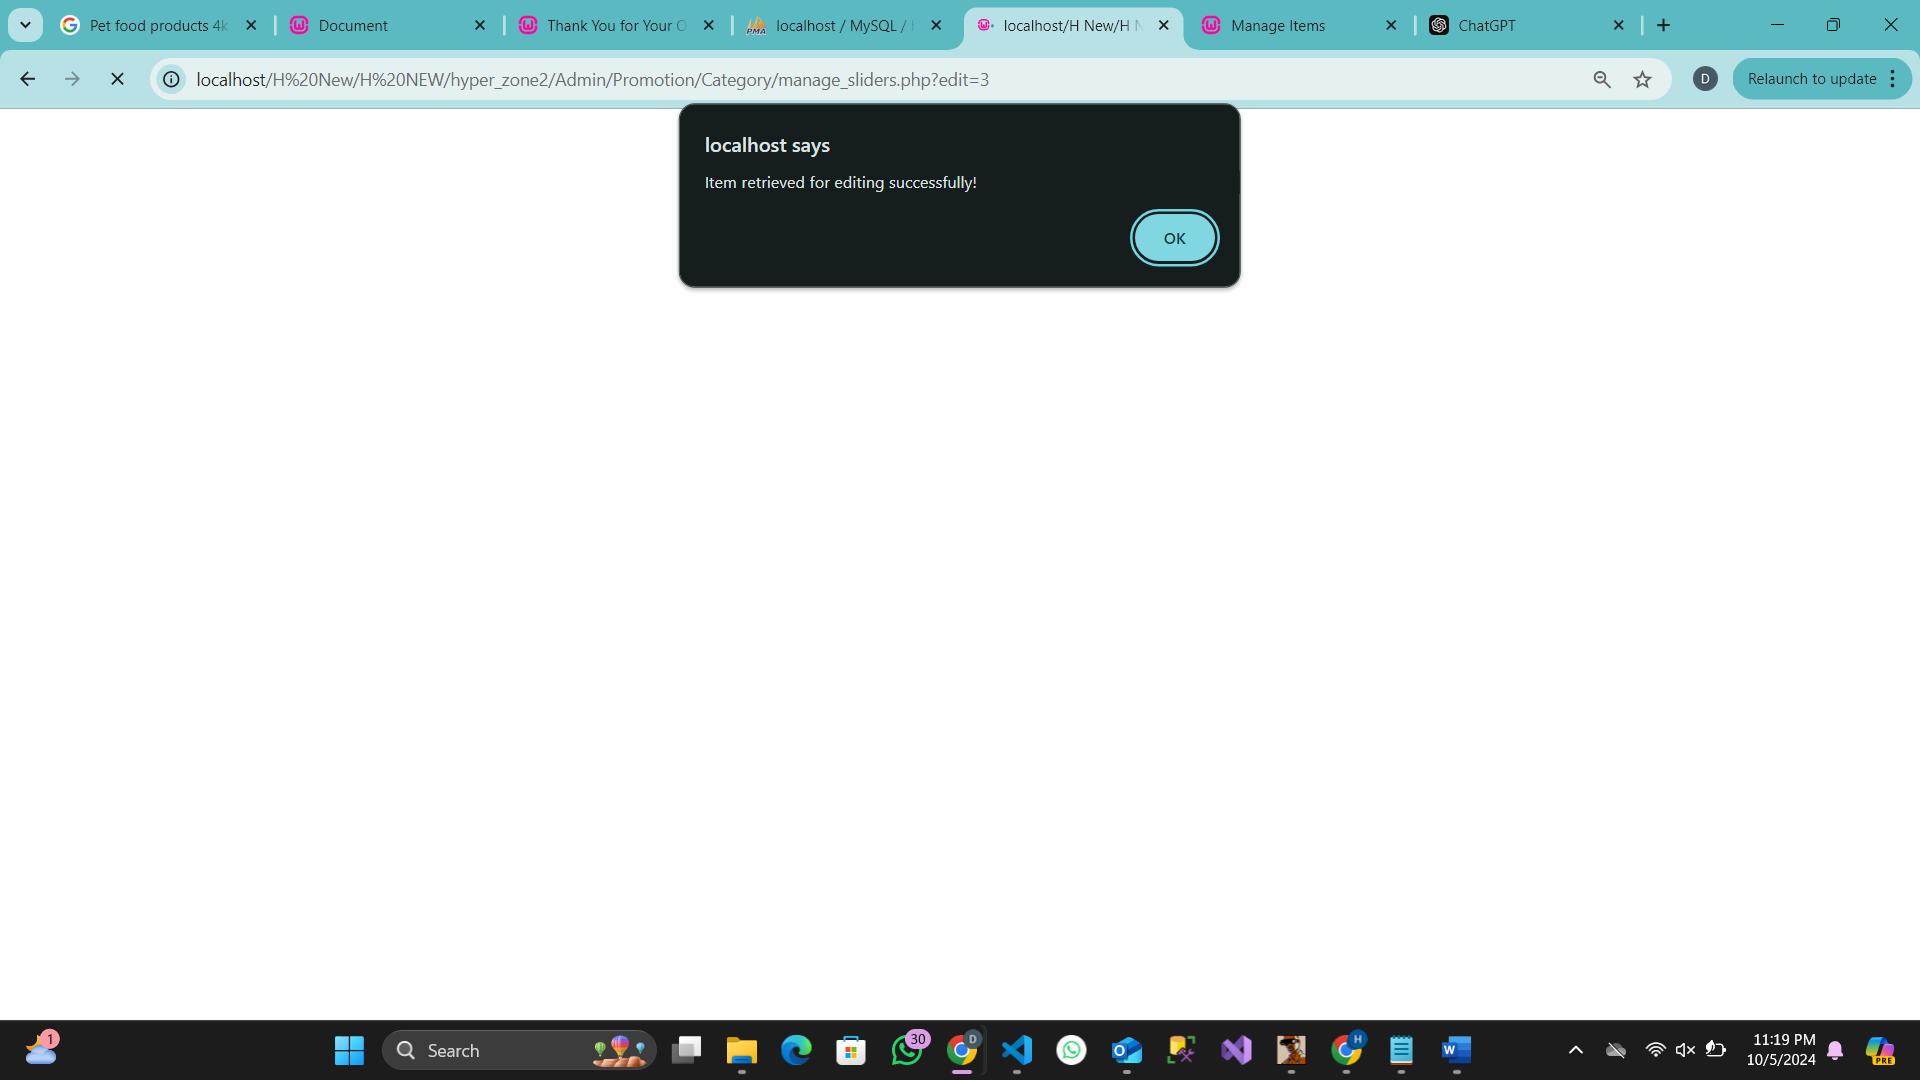 Pet food products 4k
Document
Thank You for Your O
localhost / MySQL /
localhost/H New/H N
Manage Items
ChatGPT
localhost/H%20New/H%20NEW/hyper_zone2/Admin/Promotion/Category/manage_sliders.php?edit=3
D
Relaunch to update
localhost says
Item retrieved for editing successfully!
OK
1
Search
30
D
H
11:19 PM
10/5/2024
PRE